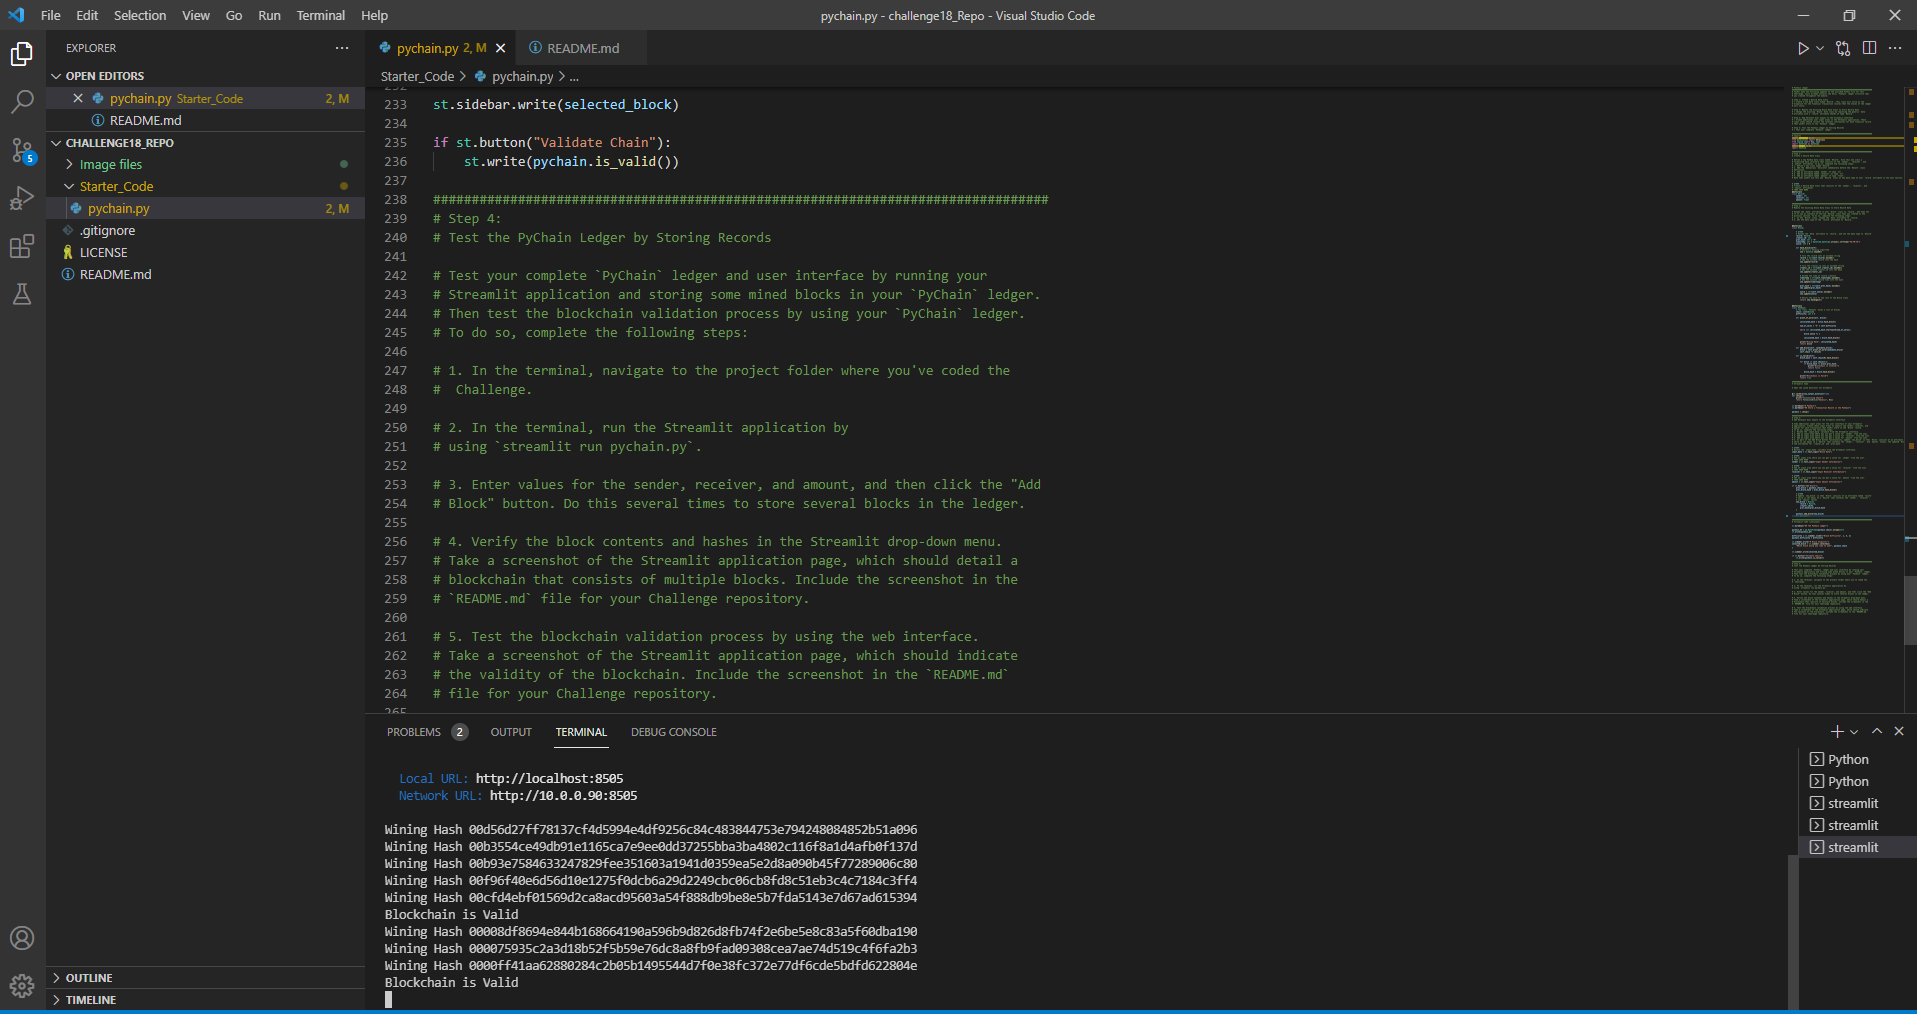 File Edit Selection View Go Run Terminal Help
pychain.py - challenge18_Repo - Visual Studio Code
EXPLORER
OPEN EDITORS
pychain.py Starter_Code 2, M
README.md
CHALLENGE18_REPO
Image files
Starter_Code
pychain.py 2, M
.gitignore
LICENSE
README.md
OUTLINE
TIMELINE
5
pychain.py 2, M
README.md
Starter_Code > pychain.py > ...
232
233 st.sidebar.write(selected_block)
234
235 if st.button("Validate Chain"):
236 st.write(pychain.is_valid())
237
238 ################################################################################
239 # Step 4:
240 # Test the PyChain Ledger by Storing Records
241
242 # Test your complete `PyChain` ledger and user interface by running your
243 # Streamlit application and storing some mined blocks in your `PyChain` ledger.
244 # Then test the blockchain validation process by using your `PyChain` ledger.
245 # To do so, complete the following steps:
246
247 # 1. In the terminal, navigate to the project folder where you've coded the
248 #  Challenge.
249
250 # 2. In the terminal, run the Streamlit application by
251 # using `streamlit run pychain.py`.
252
253 # 3. Enter values for the sender, receiver, and amount, and then click the "Add
254 # Block" button. Do this several times to store several blocks in the ledger.
255
256 # 4. Verify the block contents and hashes in the Streamlit drop-down menu.
257 # Take a screenshot of the Streamlit application page, which should detail a
258 # blockchain that consists of multiple blocks. Include the screenshot in the
259 # `README.md` file for your Challenge repository.
260
261 # 5. Test the blockchain validation process by using the web interface.
262 # Take a screenshot of the Streamlit application page, which should indicate
263 # the validity of the blockchain. Include the screenshot in the `README.md`
264 # file for your Challenge repository.
265
PROBLEMS 2 OUTPUT TERMINAL DEBUG CONSOLE
Local URL: http://localhost:8505
Network URL: http://10.0.0.90:8505
Wining Hash 00d56d27ff78137cf4d5994e4df9256c84c483844753e794248084852b51a096
Wining Hash 00b3554ce49db91e1165ca7e9ee0dd37255bba3ba4802c116f8a1d4afb0f137d
Wining Hash 00b93e7584633247829fee351603a1941d0359ea5e2d8a090b45f77289006c80
Wining Hash 00f96f40e6d56d10e1275f0dcb6a29d2249cbc06cb8fd8c51eb3c4c7184c3ff4
Wining Hash 00cfd4ebf01569d2ca8acd95603a54f888db9be8e5b7fda5143e7d67ad615394
Blockchain is Valid
Wining Hash 00008df8694e844b168664190a596b9d826d8fb74f2e6be5e8c83a5f60dba190
Wining Hash 000075935c2a3d18b52f5b59e76dc8a8fb9fad09308cea7ae74d519c4f6fa2b3
Wining Hash 0000ff41aa62880284c2b05b1495544d7f0e38fc372e77df6cde5bdfd622804e
Blockchain is Valid
Python
Python
streamlit
streamlit
streamlit